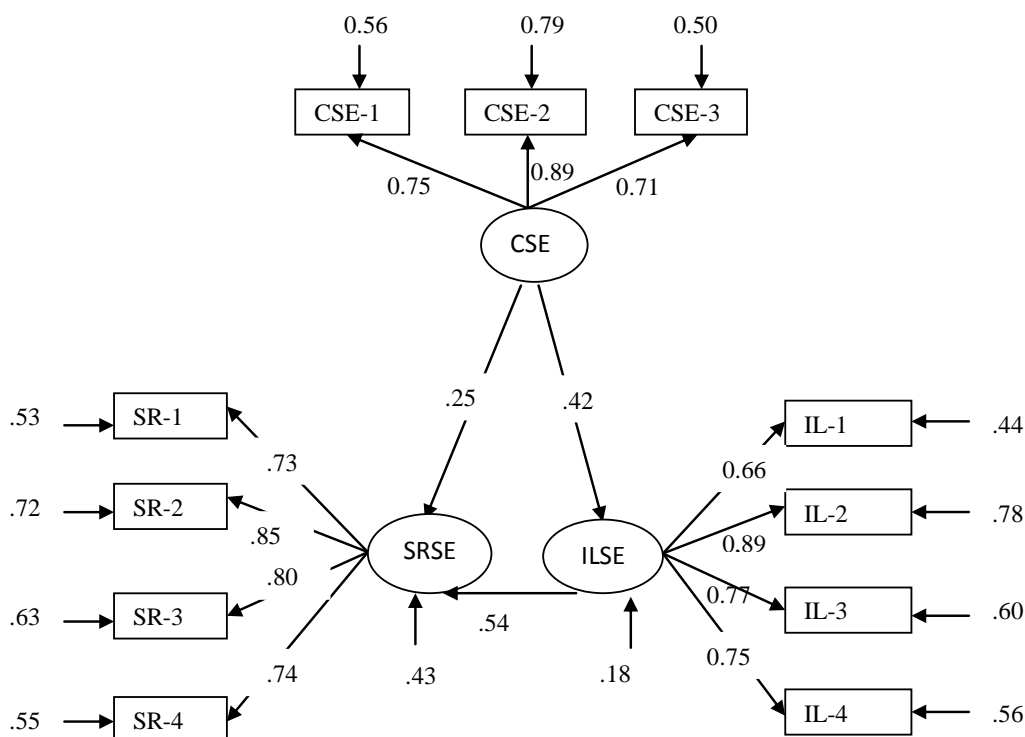 0.56 0.79 0.50
CSE-1 CSE-2 CSE-3
0.75 0.89 0.71
CSE
.25 .42
.53 SR-1 IL-1 .44
.73 0.66
.72 SR-2 IL-2 .78
.85 0.89
SRSE ILSE
.80 0.77
.63 SR-3 IL-3 .60
.54
.74 .43 .18 0.75
.55 SR-4 IL-4 .56